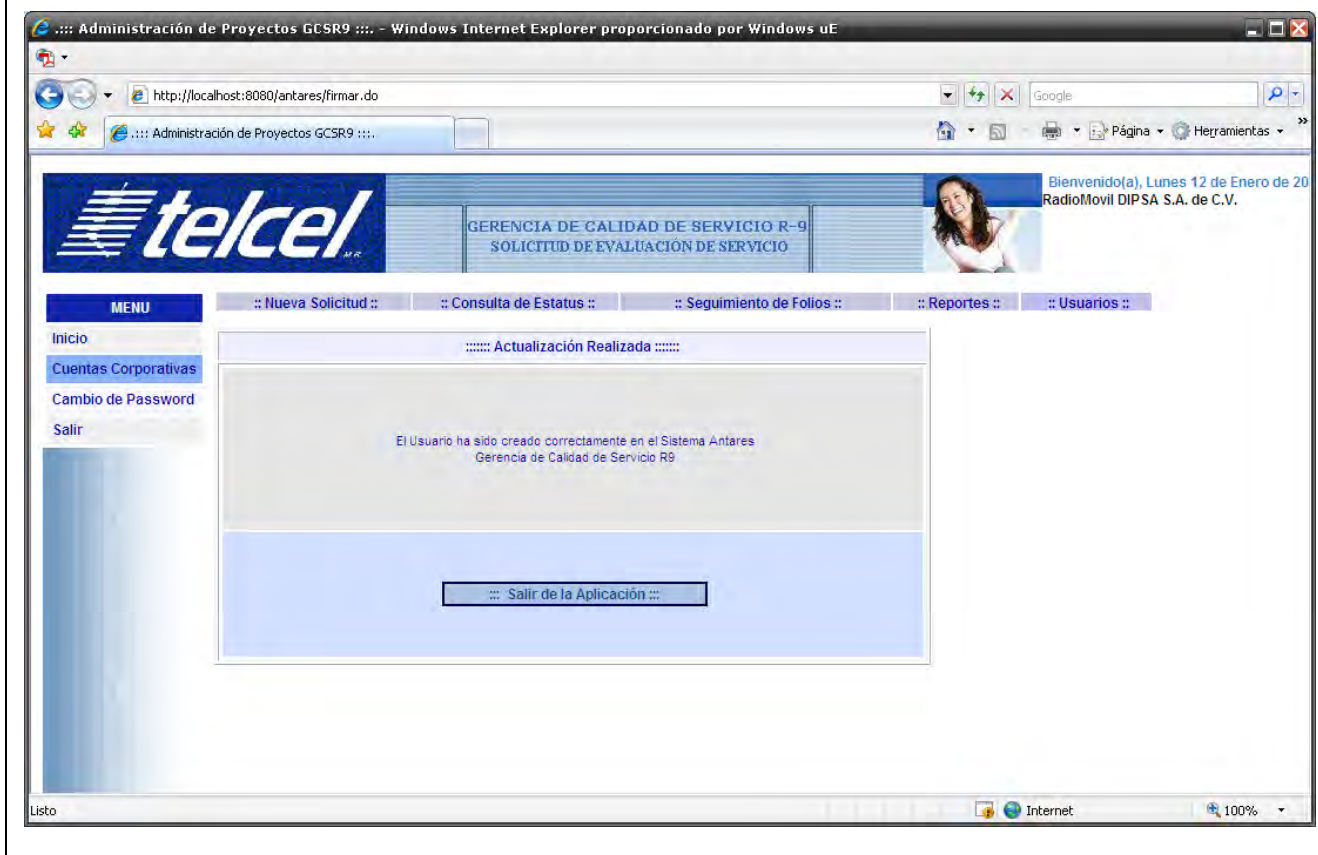 .::: Administración de Proyectos GCSR9 :::. - Windows Internet Explorer proporcionado por Windows uE
http://localhost:8080/antares/firmar.do
Google
.::: Administración de Proyectos GCSR9 :::.
Página
Herramientas
»
telcel M.R.
GERENCIA DE CALIDAD DE SERVICIO R-9
SOLICITUD DE EVALUACIÓN DE SERVICIO
Bienvenido(a), Lunes 12 de Enero de 20
RadioMovil DIPSA S.A. de C.V.
MENU
:: Nueva Solicitud ::
:: Consulta de Estatus ::
:: Seguimiento de Folios ::
:: Reportes ::
:: Usuarios ::
Inicio
Cuentas Corporativas
Cambio de Password
Salir
::::::: Actualización Realizada :::::::
El Usuario ha sido creado correctamente en el Sistema Antares
Gerencia de Calidad de Servicio R9
::: Salir de la Aplicación :::
Listo
Internet
100%